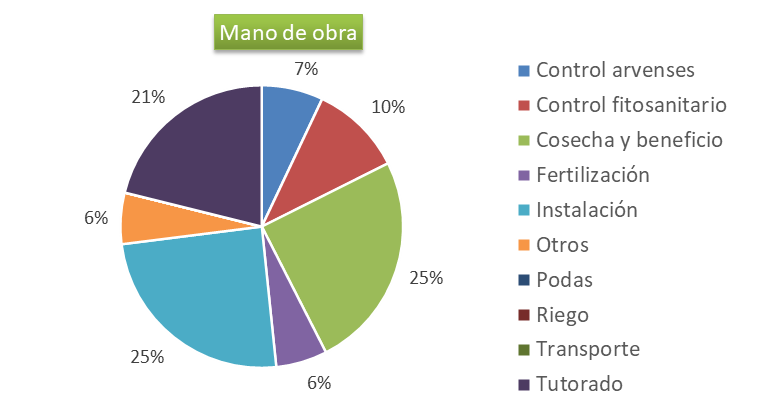 Mano de obra
7%
10%
25%
6%
25%
6%
21%
Control arvenses
Control fitosanitario
Cosecha y beneficio
Fertilización
Instalación
Otros
Podas
Riego
Transporte
Tutorado